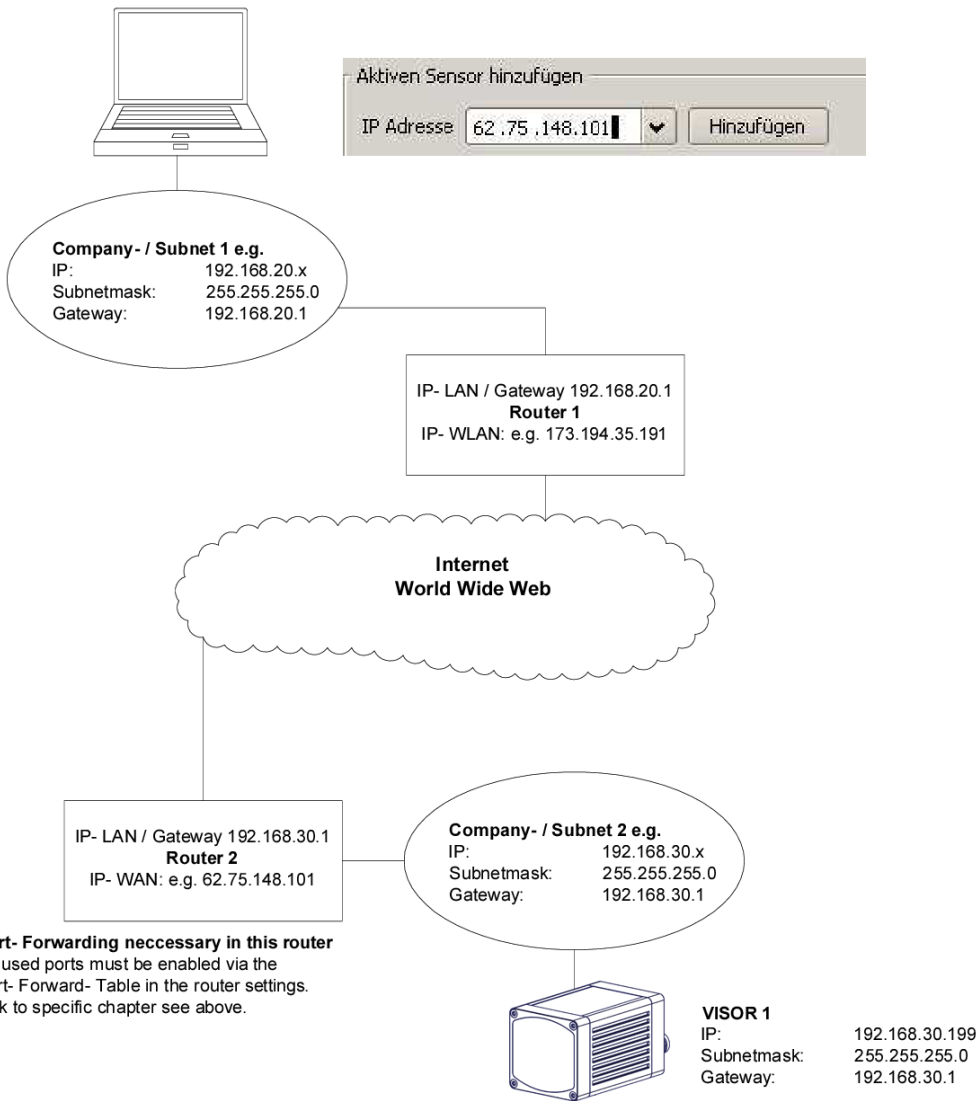 Aktiven Sensor hinzufügen
IP Adresse 62 .75 .148.101 Hinzufügen
Company- / Subnet 1 e.g.
IP: 192.168.20.x
Subnetmask: 255.255.255.0
Gateway: 192.168.20.1
IP- LAN / Gateway 192.168.20.1
Router 1
IP- WLAN: e.g. 173.194.35.191
Internet
World Wide Web
IP- LAN / Gateway 192.168.30.1
Router 2
IP- WAN: e.g. 62.75.148.101
Company- / Subnet 2 e.g.
IP: 192.168.30.x
Subnetmask: 255.255.255.0
Gateway: 192.168.30.1
rt- Forwarding neccessary in this router
used ports must be enabled via the
rt- Forward- Table in the router settings.
k to specific chapter see above.
VISOR 1
IP: 192.168.30.199
Subnetmask: 255.255.255.0
Gateway: 192.168.30.1